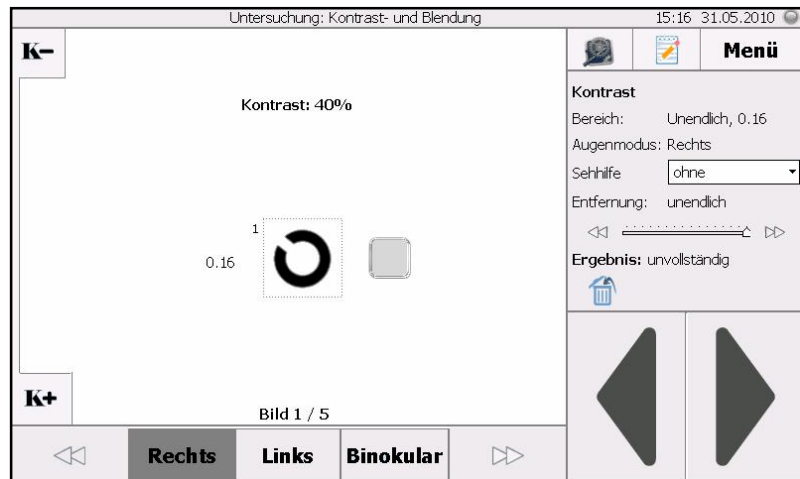 Untersuchung: Kontrast- und Blendung
15:16 31.05.2010
K-
Menü
Kontrast: 40%
1
0.16
Kontrast
Bereich: Unendlich, 0.16
Augenmodus: Rechts
Sehhilfe ohne
Entfernung: unendlich
Ergebnis: unvollständig
K+
Bild 1 / 5
Rechts Links Binokular